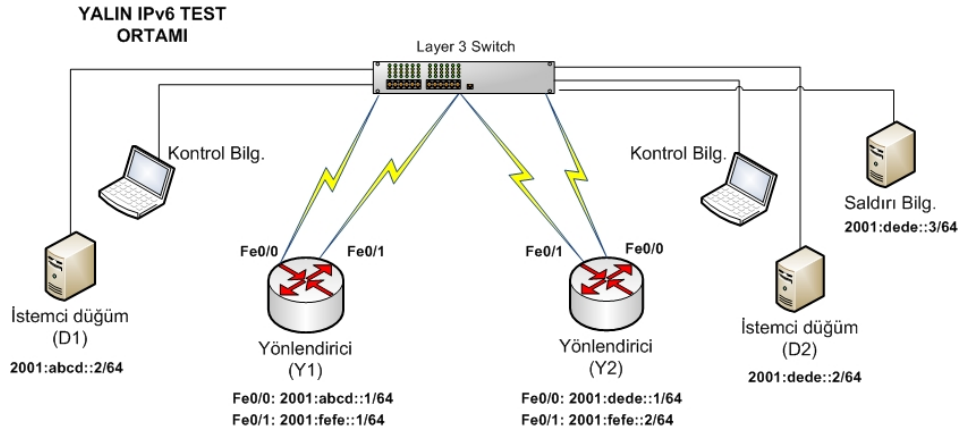 YALIN IPv6 TEST
ORTAMI
Layer 3 Switch
Kontrol Bilg.
Kontrol Bilg.
Saldırı Bilg.
2001:dede::3/64
Fe0/0
Fe0/1
Fe0/1
Fe0/0
İstemci düğüm
(D1)
2001:abcd::2/64
Yönlendirici
(Y1)
Fe0/0: 2001:abcd::1/64
Fe0/1: 2001:fefe::1/64
Yönlendirici
(Y2)
Fe0/0: 2001:dede::1/64
Fe0/1: 2001:fefe::2/64
İstemci düğüm
(D2)
2001:dede::2/64